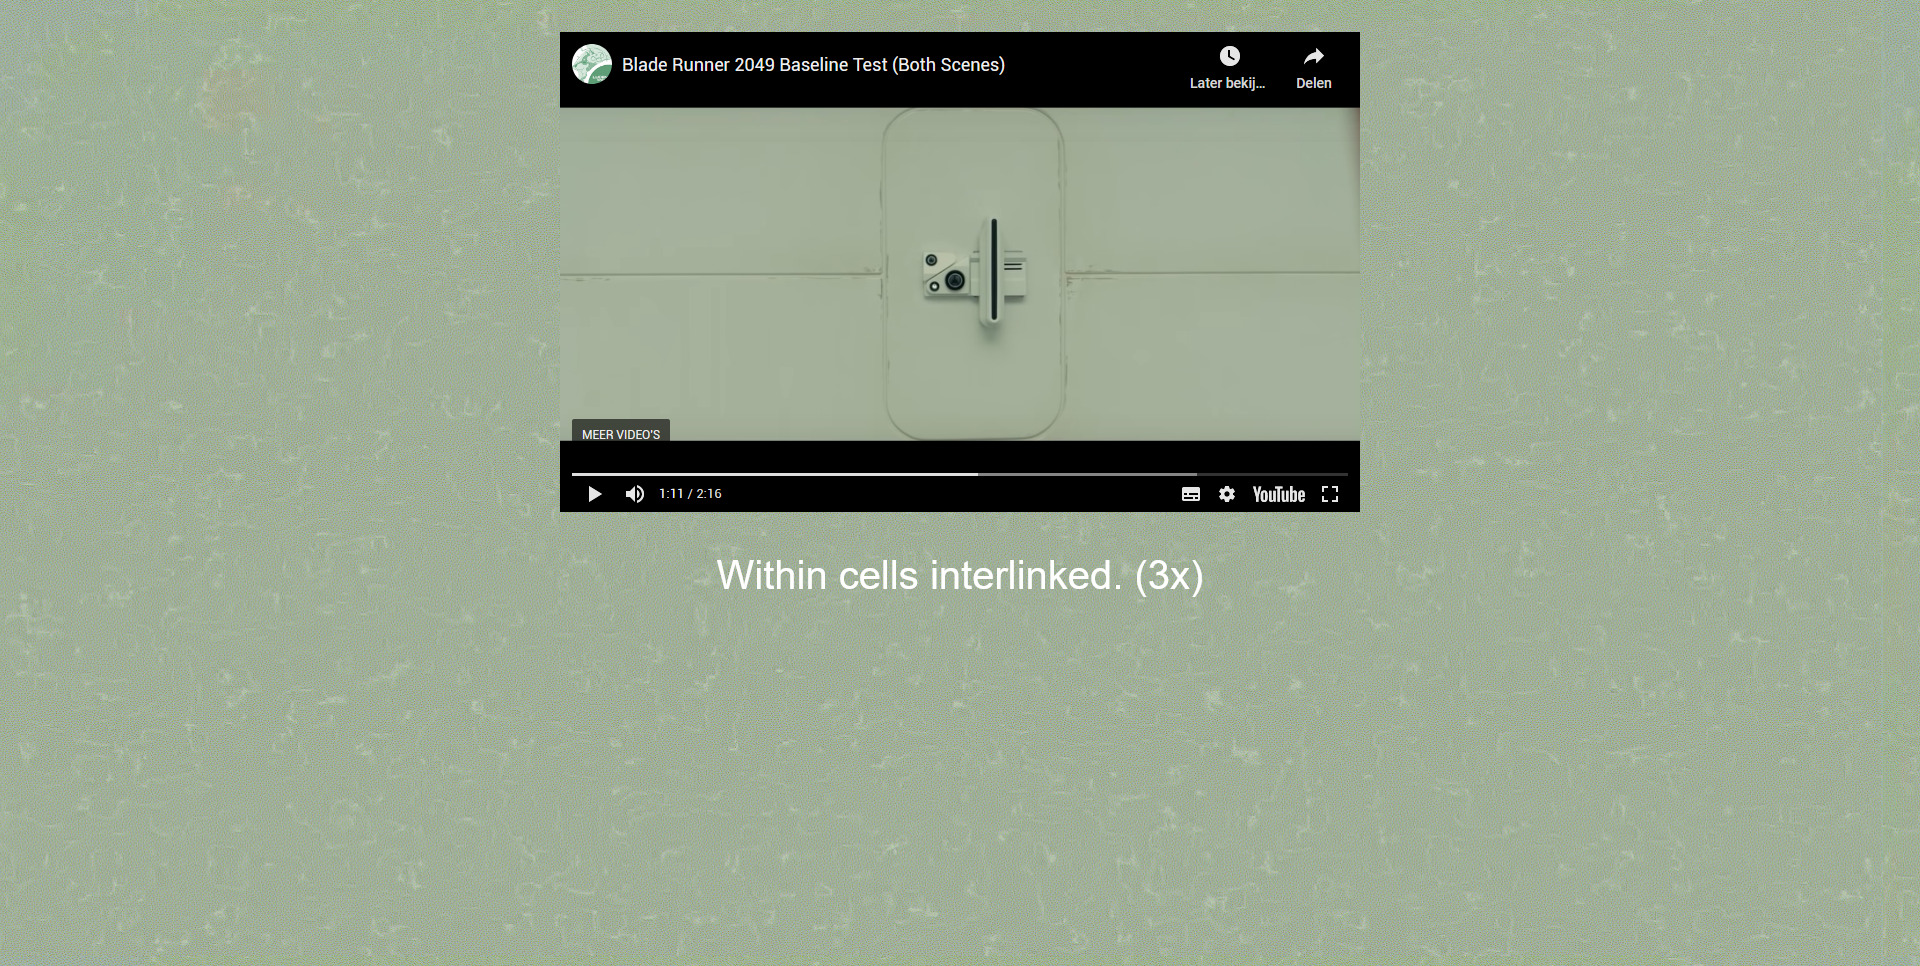 Blade Runner 2049 Baseline Test (Both Scenes)
Later bekij...
Delen
MEER VIDEO'S
1:11 / 2:16
YouTube
Within cells interlinked. (3x)